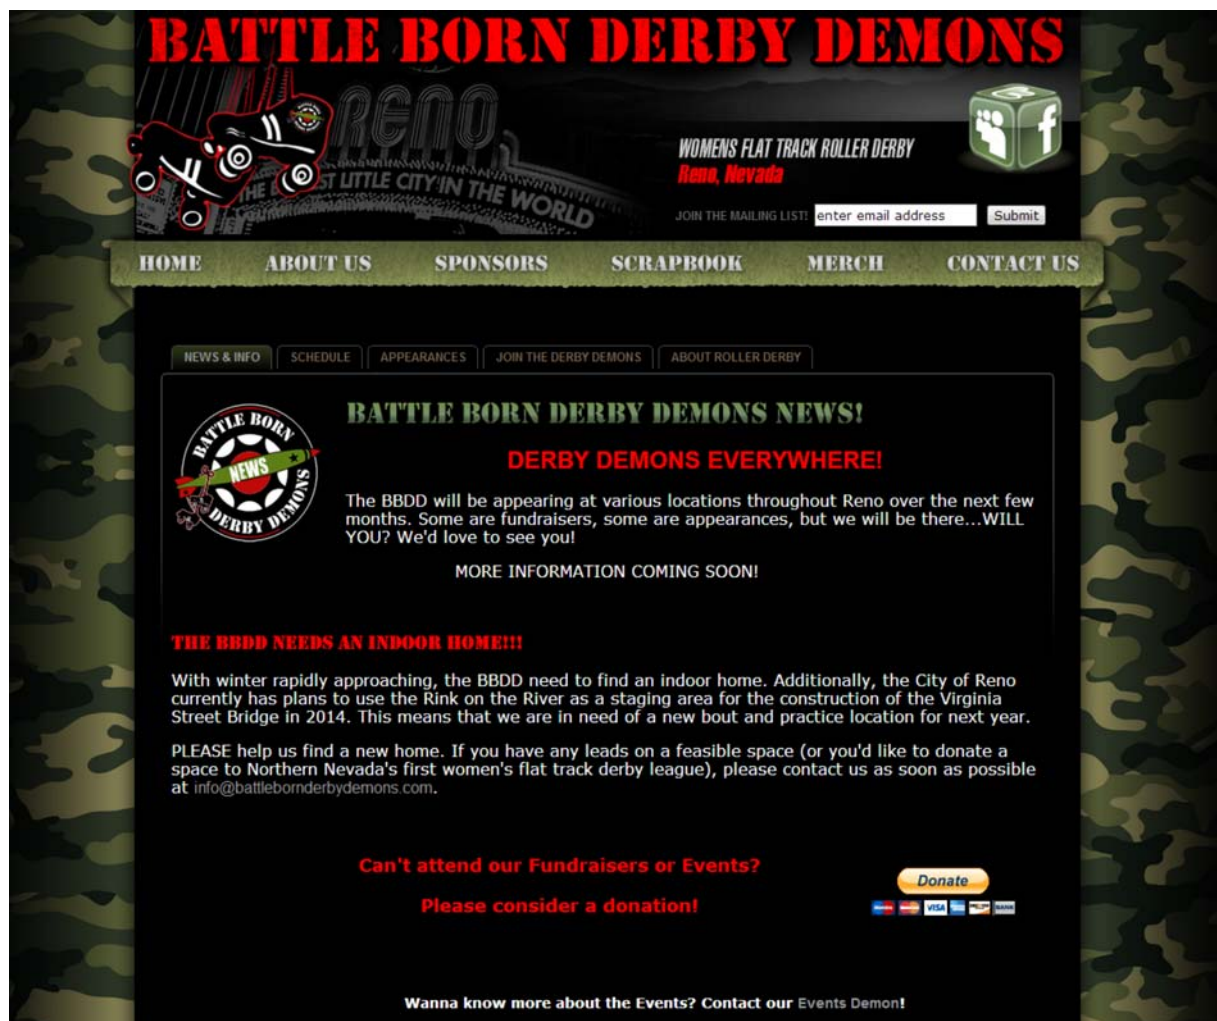 BATTLE BORN DERBY DEMONS
RENO
THE ST LITTLE CITY IN THE WORLD
WOMENS FLAT TRACK ROLLER DERBY
Reno, Nevada
JOIN THE MAILING LIST! enter email address Submit
HOME ABOUT US SPONSORS SCRAPBOOK MERCH CONTACT US
NEWS & INFO SCHEDULE APPEARANCES JOIN THE DERBY DEMONS ABOUT ROLLER DERBY
BATTLE BORN
NEWS
DERBY DEMONS
BATTLE BORN DERBY DEMONS NEWS!
DERBY DEMONS EVERYWHERE!
The BBDD will be appearing at various locations throughout Reno over the next few
months. Some are fundraisers, some are appearances, but we will be there...WILL
YOU? We'd love to see you!
MORE INFORMATION COMING SOON!
THE BBDD NEEDS AN INDOOR HOME!!!
With winter rapidly approaching, the BBDD need to find an indoor home. Additionally, the City of Reno
currently has plans to use the Rink on the River as a staging area for the construction of the Virginia
Street Bridge in 2014. This means that we are in need of a new bout and practice location for next year.
PLEASE help us find a new home. If you have any leads on a feasible space (or you'd like to donate a
space to Northern Nevada's first women's flat track derby league), please contact us as soon as possible
at info@battlebornderbydemons.com.
Can't attend our Fundraisers or Events?
Please consider a donation!
Donate
VISA
Wanna know more about the Events? Contact our Events Demon!